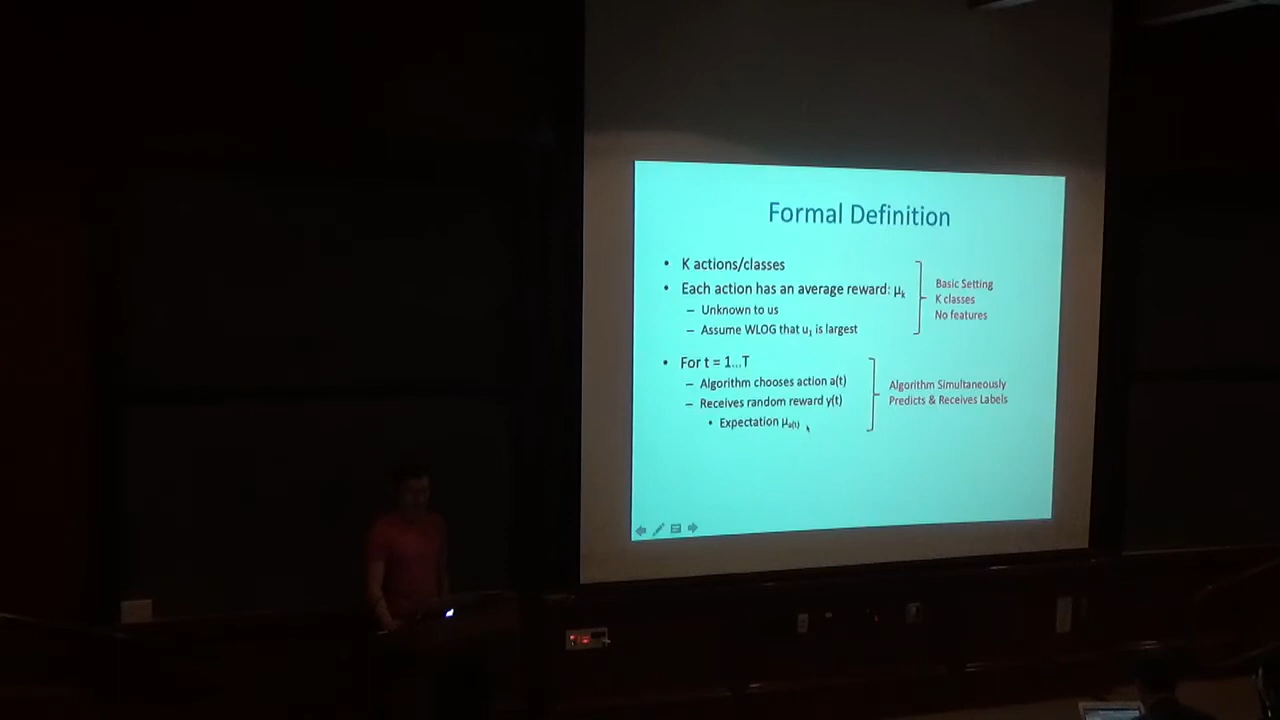 Formal Definition
• K actions/classes
• Each action has an average reward: μk
– Unknown to us
– Assume WLOG that u1 is largest
Basic Setting
K classes
No features
• For t = 1…T
– Algorithm chooses action a(t)
– Receives random reward y(t)
• Expectation μa(t)
Algorithm Simultaneously
Predicts & Receives Labels